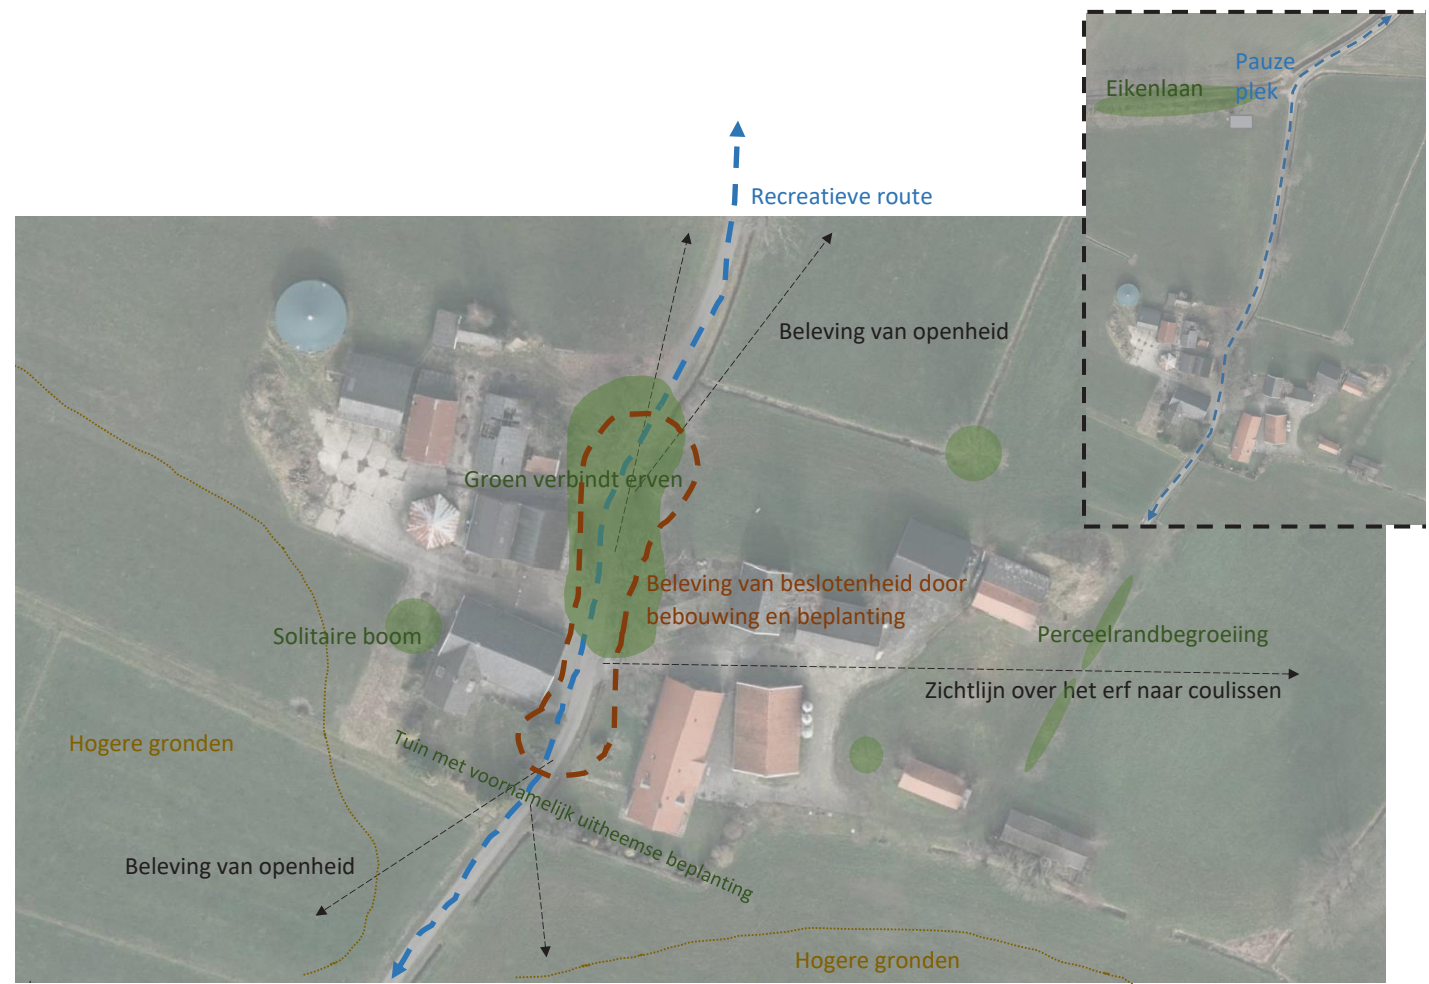 Pauze
plek
Eikenlaan
Recreatieve route
Beleving van openheid
Groen verbindt erven
Beleving van beslotenheid door
bebouwing en beplanting
Solitaire boom
Perceelrandbegroeiing
Zichtlijn over het erf naar coulissen
Hogere gronden
Tuin met voornamelijk uitheemse beplanting
Beleving van openheid
Hogere gronden